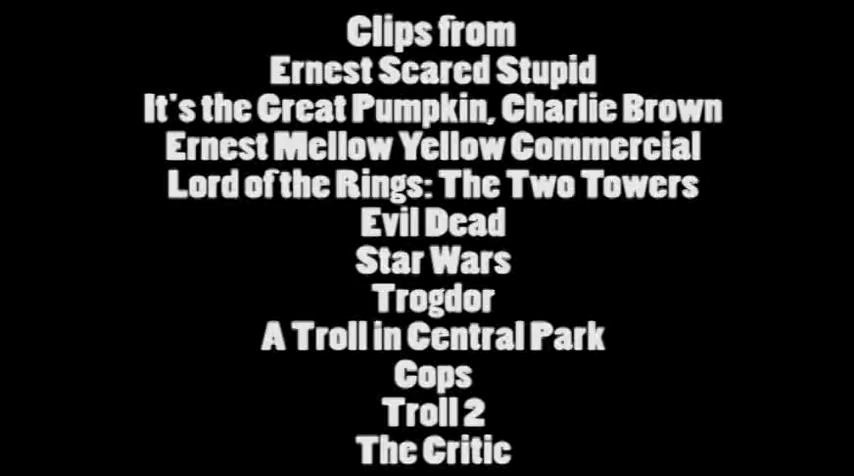 Clips from
Ernest Scared Stupid
It's the Great Pumpkin, Charlie Brown
Ernest Mellow Yellow Commercial
Lord of the Rings: The Two Towers
Evil Dead
Star Wars
Trogdor
A Troll in Central Park
Cops
Troll 2
The Critic